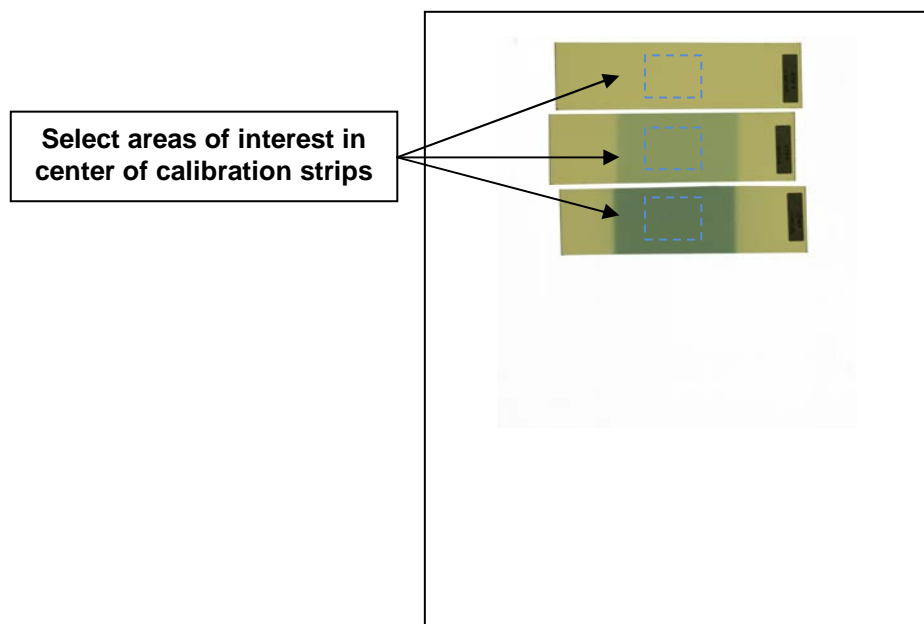 Select areas of interest in
center of calibration strips